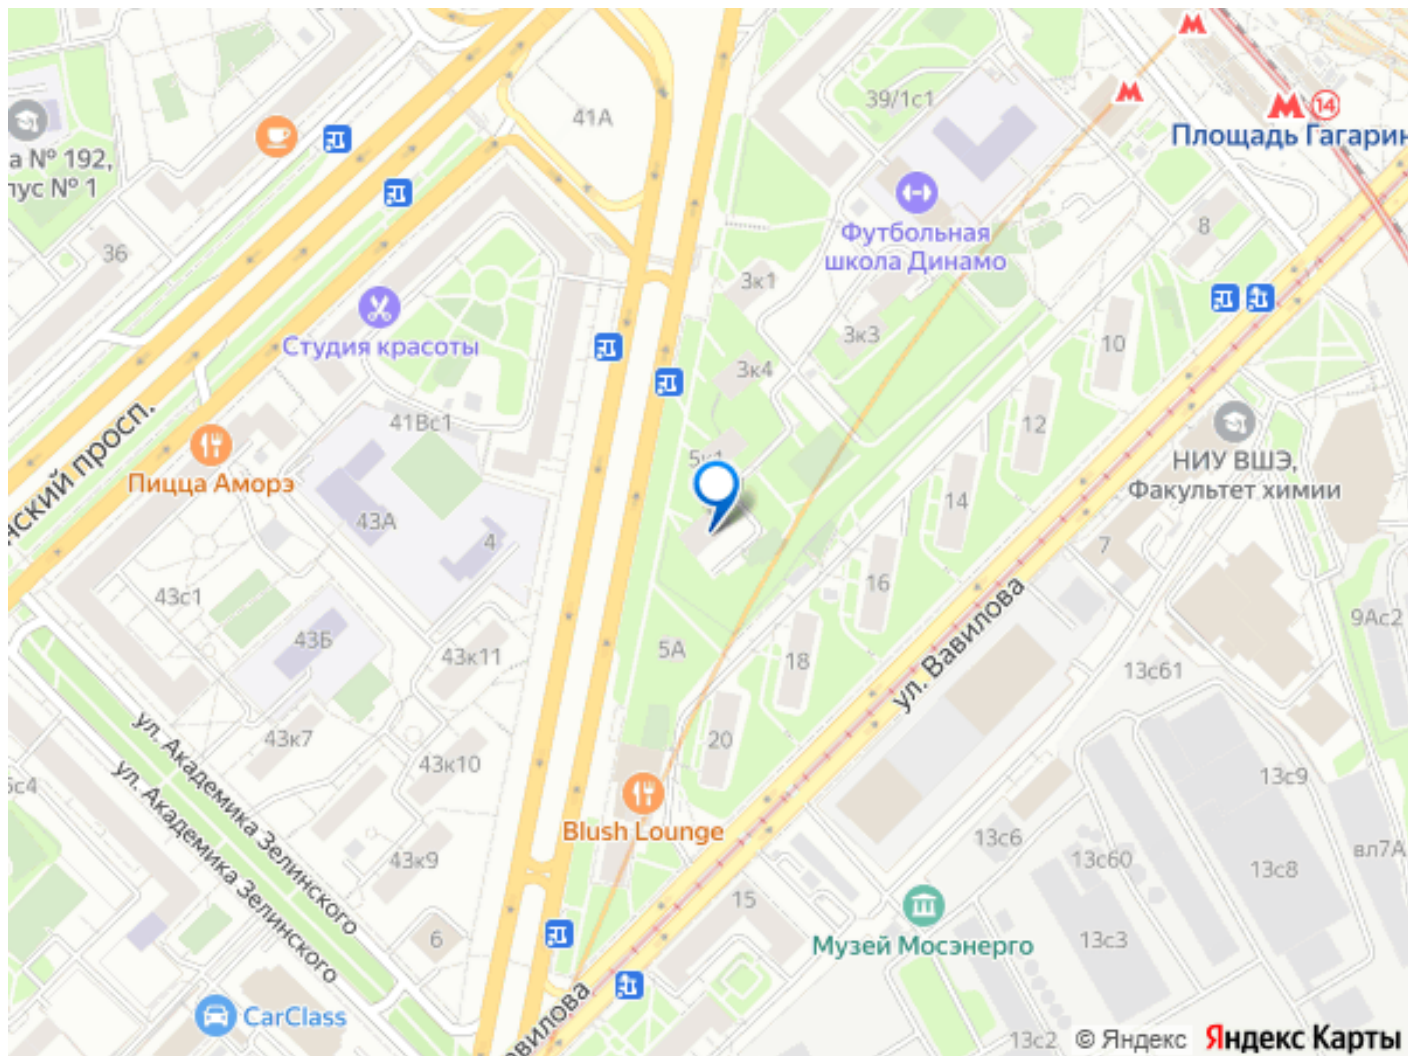 41А
39/1с1
14
Площадь Гагарин
а № 192,
пус № 1
36
8
Футбольная
школа Динамо
3к1
3к3
Студия красоты
3к4
10
12
41Вс1
нский просп.
Пицца Аморэ
НИУ ВШЭ,
Факультет химии
43А
4
14
7
16
43с1
43Б
43к11
5А
18
ул. Вавилова
9Ас2
13с61
ул. Академика Зелинского
ул. Академика Зелинского
43к7
43к10
20
5с4
13с9
Blush Lounge
43к9
13с6
13с60
13с8
вл7А
15
6
Музей Мосэнерго
13с3
CarClass
авилова
13с2
© Яндекс
Яндекс Карты